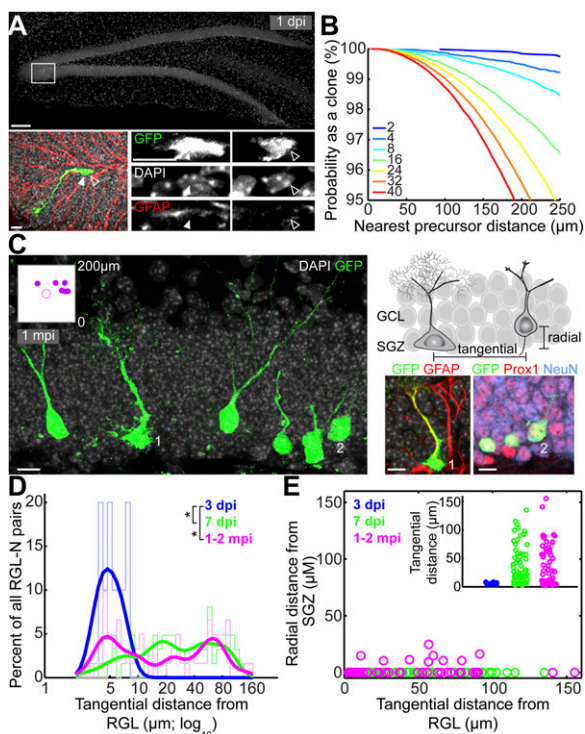 A
1 dpi
GFP
DAPI
GFAP
B
Probability as a clone (%)
100
99
98
97
96
95
2
4
8
16
24
32
40
0 50 100 150 200 250
Nearest precursor distance (µm)
C
200µm
0
1 mpi
DAPI GFP
1
2
GCL
SGZ
radial
tangential
GFP GFAP
1
GFP Prox1 NeuN
2
D
Percent of all RGL-N pairs
20
15
10
5
0
3 dpi
7 dpi
1-2 mpi
*
*
1 5 10 20 40 80 160
Tangential distance from
RGL (µm; log₁₀)
E
3 dpi
7 dpi
1-2 mpi
Radial distance from
SGZ (µM)
200
150
100
50
0
Tangential
distance (µm)
150
100
50
0
0 50 100 150
Tangential distance from
RGL (µm)